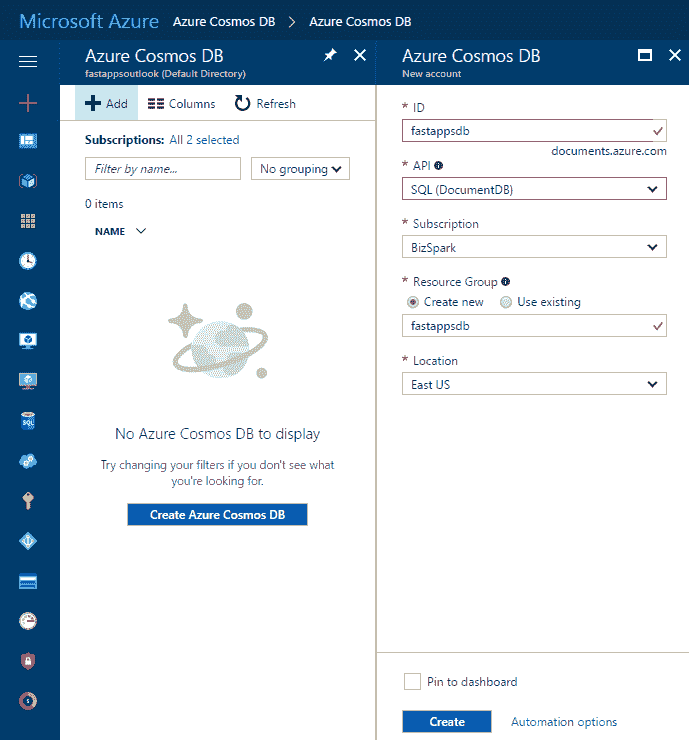 Microsoft Azure Azure Cosmos DB > Azure Cosmos DB
Azure Cosmos DB
fastappsoutlook (Default Directory)
Add Columns Refresh
Subscriptions: All 2 selected
Filter by name... No grouping
0 items
NAME
No Azure Cosmos DB to display
Try changing your filters if you don't see what
you're looking for.
Create Azure Cosmos DB
Azure Cosmos DB
New account
* ID
fastappsdb
documents.azure.com
* API
SQL (DocumentDB)
* Subscription
BizSpark
* Resource Group
Create new Use existing
fastappsdb
* Location
East US
Pin to dashboard
Create Automation options
SQL